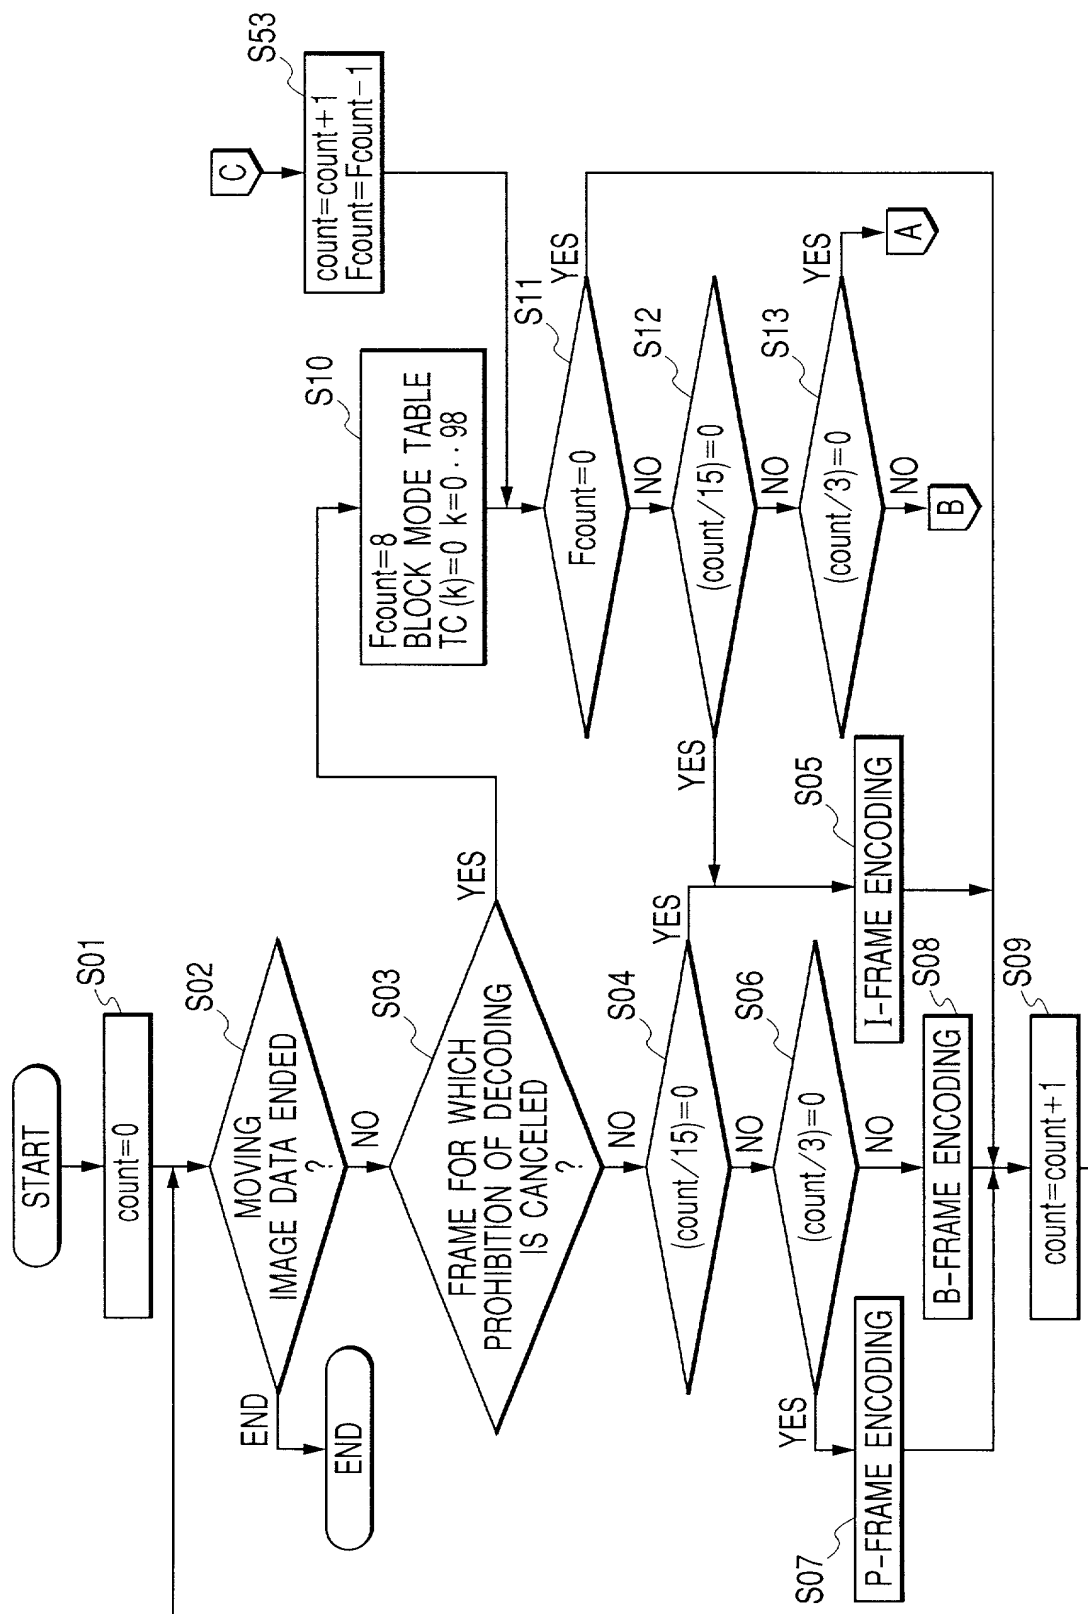 START
S01
count=0
S02
MOVING
IMAGE DATA ENDED
?
END
END
NO
S03
FRAME FOR WHICH
PROHIBITION OF DECODING
IS CANCELED
?
YES
NO
S04
(count/15)=0
YES
NO
S05
I-FRAME ENCODING
S06
(count/3)=0
YES
NO
S07
P-FRAME ENCODING
S08
B-FRAME ENCODING
S09
count=count+1
S10
Fcount=8
BLOCK MODE TABLE
TC(k)=0 k=0··98
C
S53
count=count+1
Fcount=Fcount-1
S11
Fcount=0
YES
NO
S12
(count/15)=0
YES
NO
S13
(count/3)=0
YES
A
NO
B